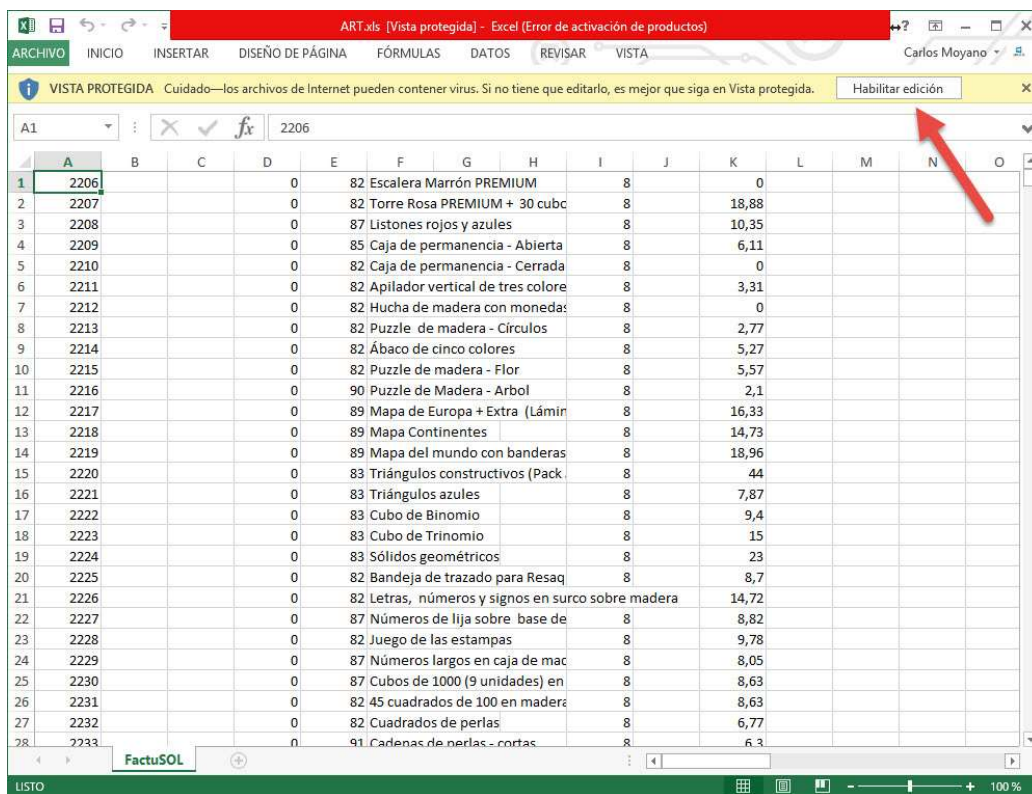 ART.xls [Vista protegida] - Excel (Error de activación de productos)
ARCHIVO INICIO INSERTAR DISEÑO DE PÁGINA FÓRMULAS DATOS REVISAR VISTA Carlos Moyano
VISTA PROTEGIDA Cuidado—los archivos de Internet pueden contener virus. Si no tiene que editarlo, es mejor que siga en Vista protegida. Habilitar edición
A1 fx 2206
A B C D E F G H I J K L M N O
1 2206 0 82 Escalera Marrón PREMIUM 8 0
2 2207 0 82 Torre Rosa PREMIUM + 30 cubo 8 18,88
3 2208 0 87 Listones rojos y azules 8 10,35
4 2209 0 85 Caja de permanencia - Abierta 8 6,11
5 2210 0 82 Caja de permanencia - Cerrada 8 0
6 2211 0 82 Apilador vertical de tres colore 8 3,31
7 2212 0 82 Hucha de madera con monedas 8 0
8 2213 0 82 Puzzle de madera - Círculos 8 2,77
9 2214 0 82 Ábaco de cinco colores 8 5,27
10 2215 0 82 Puzzle de madera - Flor 8 5,57
11 2216 0 90 Puzzle de Madera - Arbol 8 2,1
12 2217 0 89 Mapa de Europa + Extra (Lámin 8 16,33
13 2218 0 89 Mapa Continentes 8 14,73
14 2219 0 89 Mapa del mundo con banderas 8 18,96
15 2220 0 83 Triángulos constructivos (Pack 8 44
16 2221 0 83 Triángulos azules 8 7,87
17 2222 0 83 Cubo de Binomio 8 9,4
18 2223 0 83 Cubo de Trinomio 8 15
19 2224 0 83 Sólidos geométricos 8 23
20 2225 0 82 Bandeja de trazado para Resaq 8 8,7
21 2226 0 82 Letras, números y signos en surco sobre madera 14,72
22 2227 0 87 Números de lija sobre base de 8 8,82
23 2228 0 82 Juego de las estampas 8 9,78
24 2229 0 87 Números largos en caja de mad 8 8,05
25 2230 0 87 Cubos de 1000 (9 unidades) en 8 8,63
26 2231 0 82 45 cuadrados de 100 en madera 8 8,63
27 2232 0 82 Cuadrados de perlas 8 6,77
28 2233 0 91 Cadenas de perlas - cortas 8 6,3
FactuSOL
LISTO 100 %